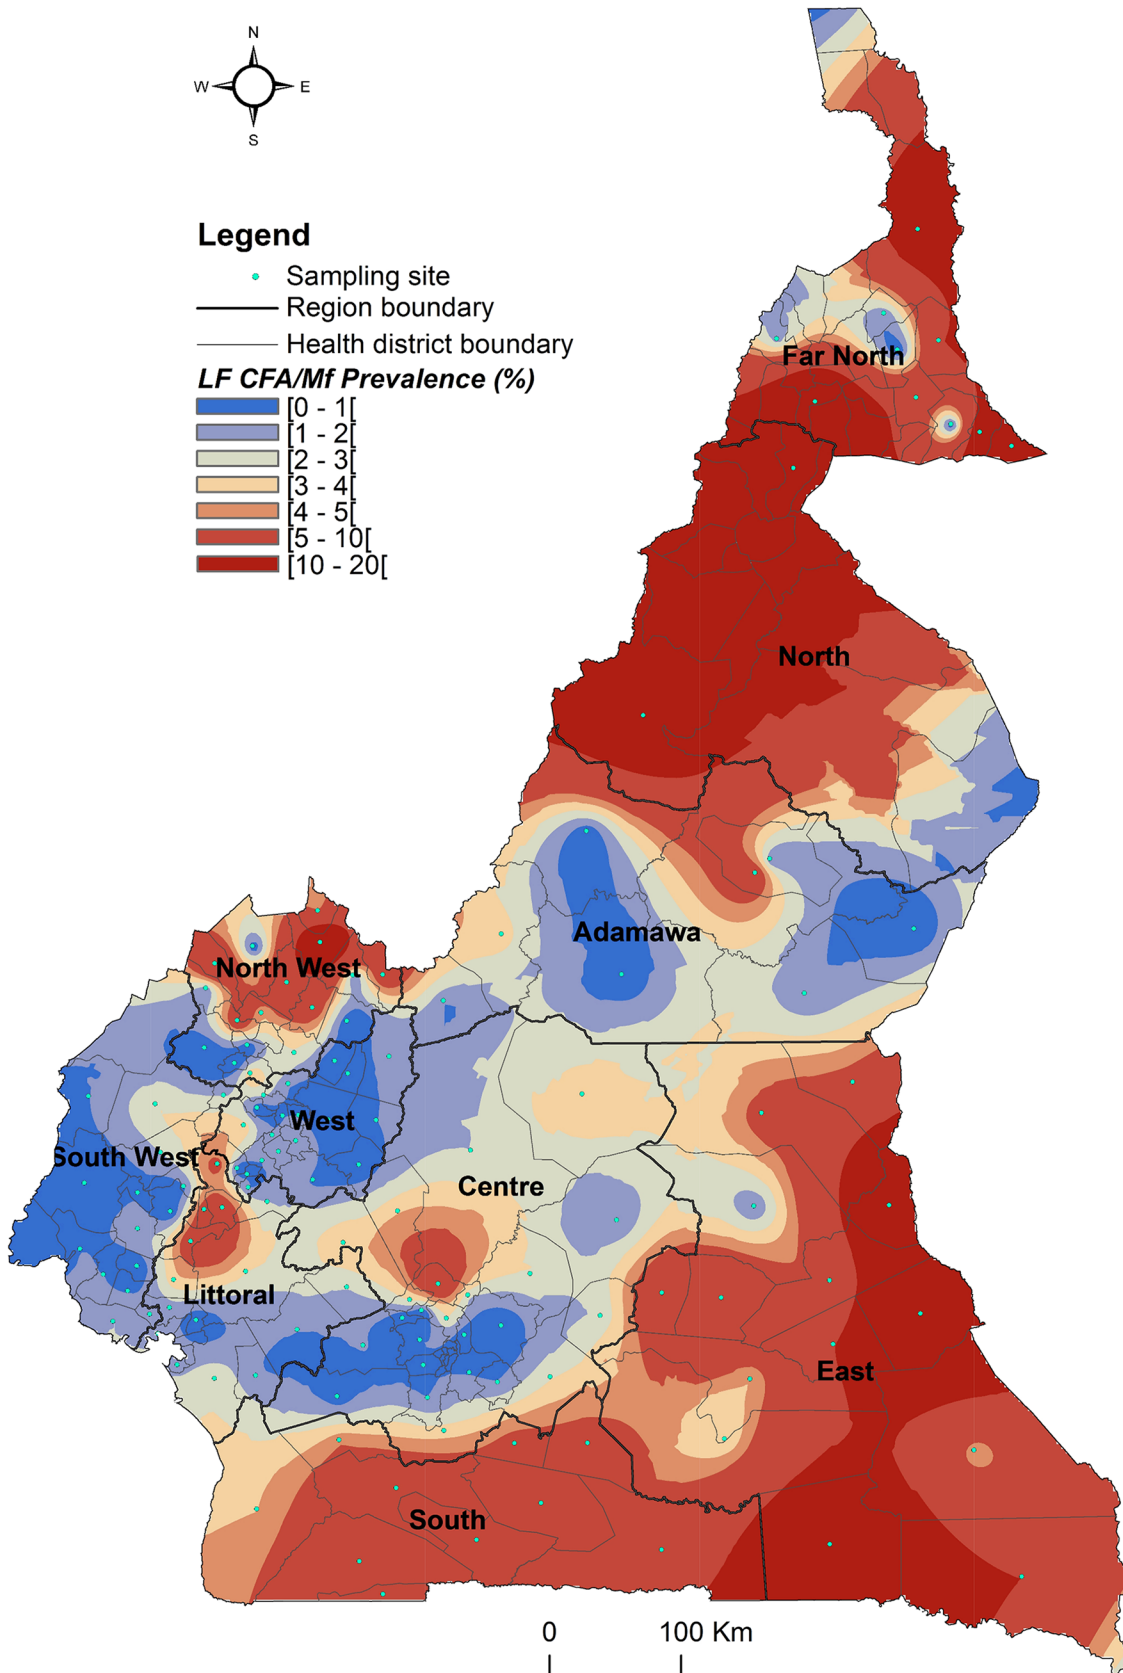 N
W E
S
Legend
Sampling site
Region boundary
Health district boundary
LF CFA/Mf Prevalence (%)
[0 - 1[
[1 - 2[
[2 - 3[
[3 - 4[
[4 - 5[
[5 - 10[
[10 - 20[
Far North
North
Adamawa
North West
West
South West
Centre
Littoral
East
South
0 100 Km